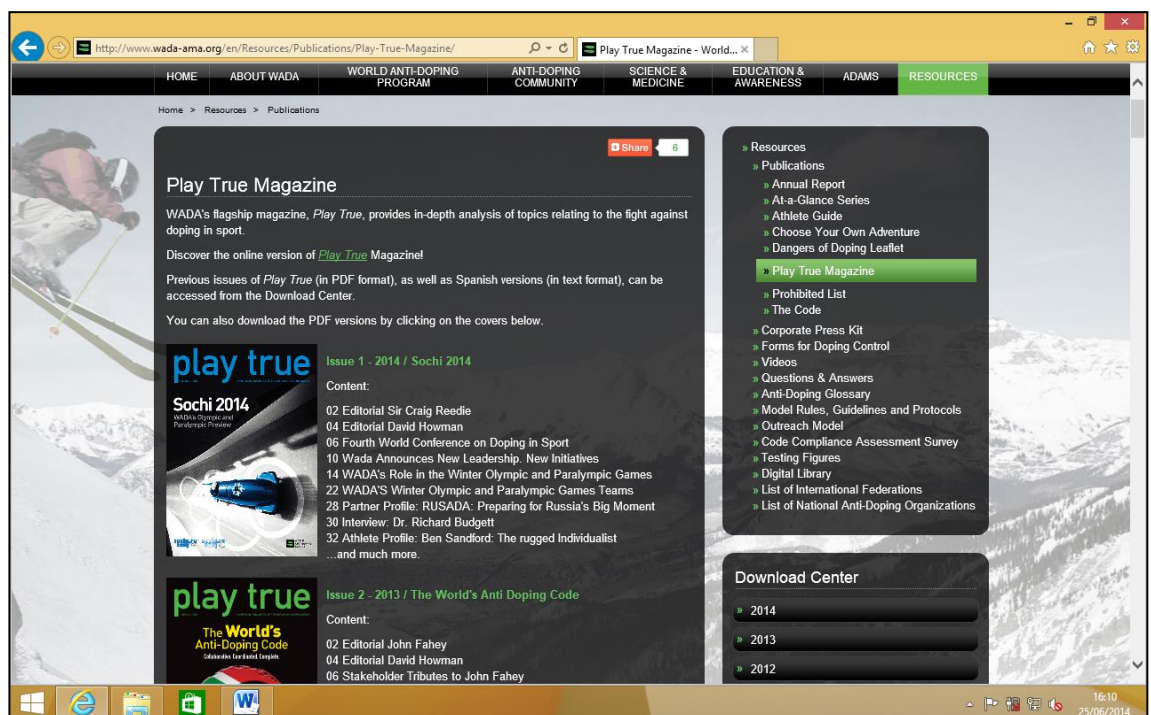 http://www.wada-ama.org/en/Resources/Publications/Play-True-Magazine/
Play True Magazine - World...
HOME
ABOUT WADA
WORLD ANTI-DOPING
PROGRAM
ANTI-DOPING
COMMUNITY
SCIENCE &
MEDICINE
EDUCATION &
AWARENESS
ADAMS
RESOURCES
Home > Resources > Publications
Share 6
Play True Magazine
WADA's flagship magazine, Play True, provides in-depth analysis of topics relating to the fight against
doping in sport.
Discover the online version of Play True Magazine!
Previous issues of Play True (in PDF format), as well as Spanish versions (in text format), can be
accessed from the Download Center.
You can also download the PDF versions by clicking on the covers below.
play true
Sochi 2014
WADA's Olympic and
Paralympic Preview
Issue 1 - 2014 / Sochi 2014
Content:
02 Editorial Sir Craig Reedie
04 Editorial David Howman
06 Fourth World Conference on Doping in Sport
10 Wada Announces New Leadership. New Initiatives
14 WADA's Role in the Winter Olympic and Paralympic Games
22 WADA'S Winter Olympic and Paralympic Games Teams
28 Partner Profile: RUSADA: Preparing for Russia's Big Moment
30 Interview: Dr. Richard Budgett
32 Athlete Profile: Ben Sandford: The rugged Individualist
...and much more.
play true
The World's
Anti-Doping Code
Collaborative. Coordinated. Complete.
Issue 2 - 2013 / The World's Anti Doping Code
Content:
02 Editorial John Fahey
04 Editorial David Howman
06 Stakeholder Tributes to John Fahey
» Resources
» Publications
» Annual Report
» At-a-Glance Series
» Athlete Guide
» Choose Your Own Adventure
» Dangers of Doping Leaflet
» Play True Magazine
» Prohibited List
» The Code
» Corporate Press Kit
» Forms for Doping Control
» Videos
» Questions & Answers
» Anti-Doping Glossary
» Model Rules, Guidelines and Protocols
» Outreach Model
» Code Compliance Assessment Survey
» Testing Figures
» Digital Library
» List of International Federations
» List of National Anti-Doping Organizations
Download Center
» 2014
» 2013
» 2012
16:10
25/06/2014